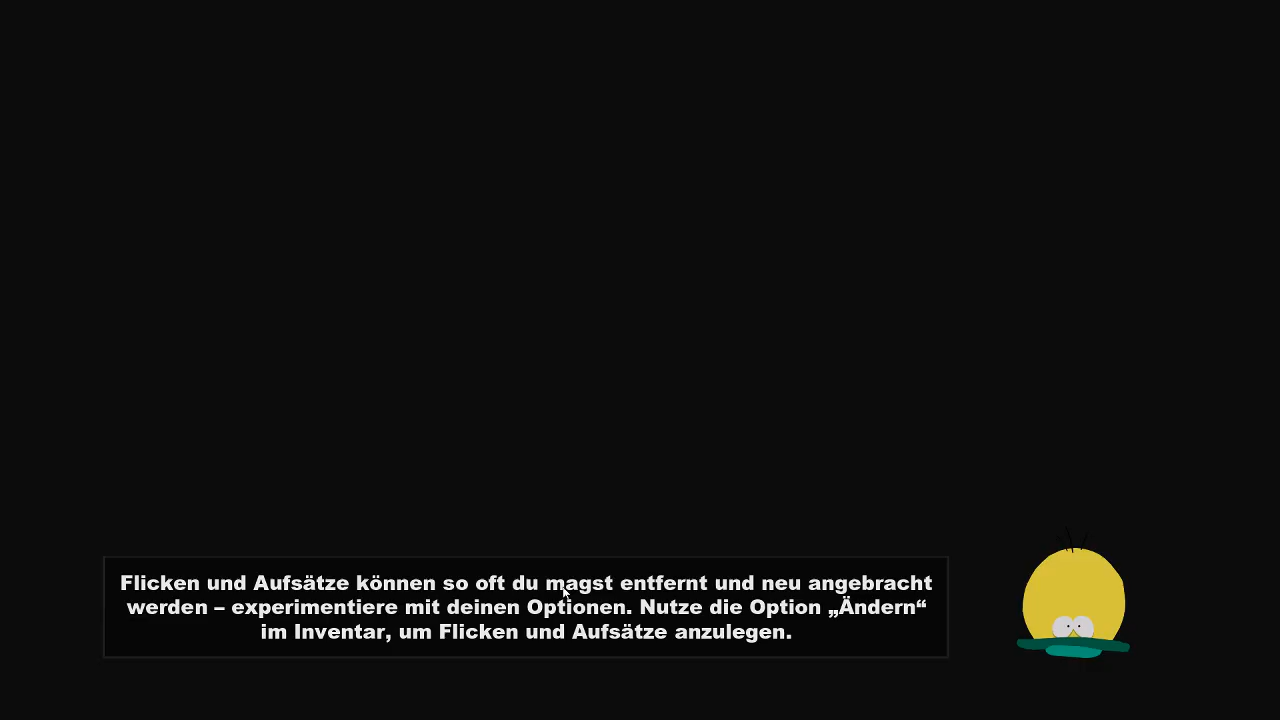 Flicken und Aufsätze können so oft du magst entfernt und neu angebracht
werden – experimentiere mit deinen Optionen. Nutze die Option „Ändern“
im Inventar, um Flicken und Aufsätze anzulegen.